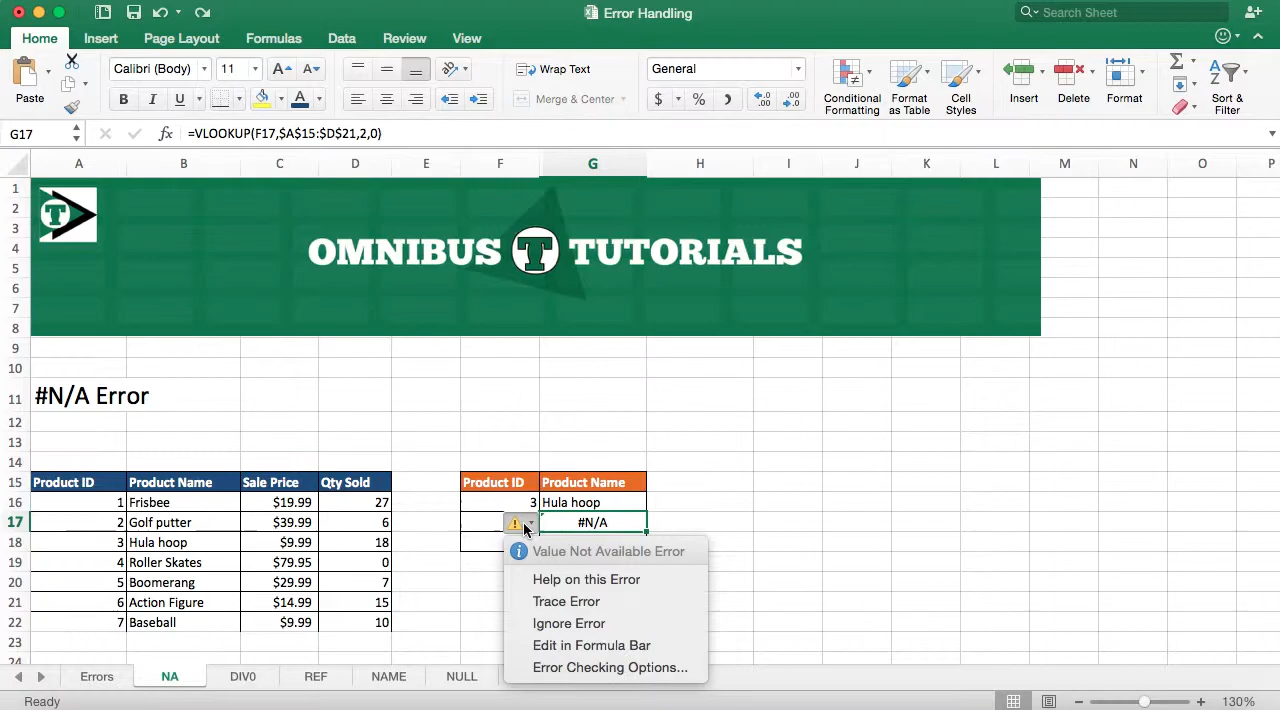 Error Handling
Search Sheet
Home Insert Page Layout Formulas Data Review View
Calibri (Body) 11 Wrap Text General
Paste B I U A Merge & Center $ % Conditional Formatting Format as Table Cell Styles Insert Delete Format Sort & Filter
G17 fx =VLOOKUP(F17,$A$15:$D$21,2,0)
A B C D E F G H I J K L M N O P
1
2
3
4 OMNIBUS T TUTORIALS
5
6
7
8
9
10
11 #N/A Error
12
13
14
15 Product ID Product Name Sale Price Qty Sold Product ID Product Name
16 1 Frisbee $19.99 27 3 Hula hoop
17 2 Golf putter $39.99 6 #N/A
18 3 Hula hoop $9.99 18
19 4 Roller Skates $79.95 0
20 5 Boomerang $29.99 7
21 6 Action Figure $14.99 15
22 7 Baseball $9.99 10
23
24
Value Not Available Error
Help on this Error
Trace Error
Ignore Error
Edit in Formula Bar
Error Checking Options...
Errors NA DIV0 REF NAME NULL
Ready 130%